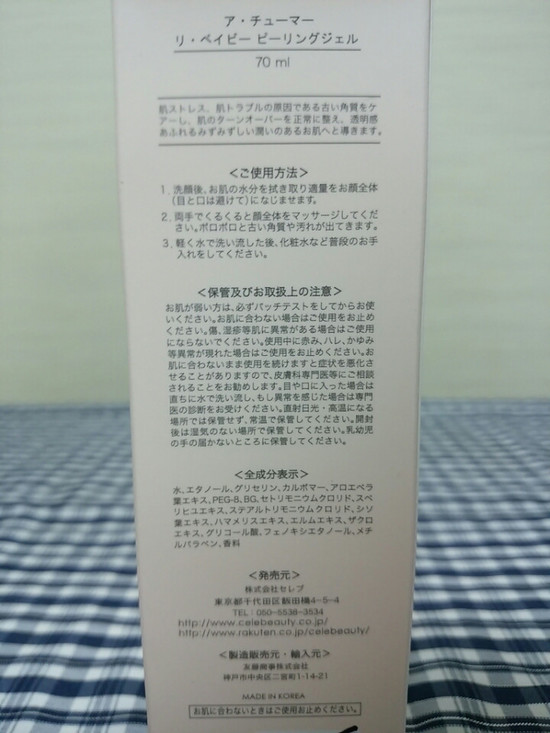 ア・チューマー
リ・ベイビー ピーリングジェル
70 ml
肌ストレス、肌トラブルの原因である古い角質をケ
アーし、肌のターンオーバーを正常に整え、透明感
あふれるみずみずしい潤いのあるお肌へと導きます。
<ご使用方法>
1. 洗顔後、お肌の水分を拭き取り適量をお顔全体
(目と口は避けて)になじませます。
2. 両手でくるくると顔全体をマッサージしてくだ
さい。ポロポロと古い角質や汚れが出てきます。
3. 軽く水で洗い流した後、化粧水など普段のお手
入れをしてください。
<保管及びお取扱上の注意>
お肌が弱い方は、必ずパッチテストをしてからお使
いください。お肌に合わない場合はご使用をお止め
ください。傷、湿疹等肌に異常がある場合はご使用
にならないでください。使用中に赤み、ハレ、かゆみ
等異常が現れた場合はご使用をお止めください。お
肌に合わないまま使用を続けますと症状を悪化さ
せることがありますので、皮膚科専門医等にご相談
されることをお勧めします。目や口に入った場合は
直ちに水で洗い流し、もし異常を感じた場合は専門
医の診断をお受けください。直射日光・高温になる
場所では保管せず、常温で保管してください。開封
後は湿気のない場所で保管してください。乳幼児
の手の届かないところに保管してください。
<全成分表示>
水、エタノール、グリセリン、カルボマー、アロエベラ
葉エキス、PEG-8、BG、セトリモニウムクロリド、スベ
リヒユエキス、ステアルトリモニウムクロリド、シソ
葉エキス、ハマメリスエキス、エルムエキス、ザクロ
エキス、グリコール酸、フェノキシエタノール、メチ
ルパラベン、香料
<発売元>
株式会社セレブ
東京都千代田区飯田橋4-5-4
TEL : 050-5538-3534
http://www.celebeauty.co.jp/
http://www.rakuten.co.jp/celebeauty/
<製造販売元・輸入元>
友藤商事株式会社
神戸市中央区二宮町1-14-21
MADE IN KOREA
お肌に合わないときはご使用お止めください。